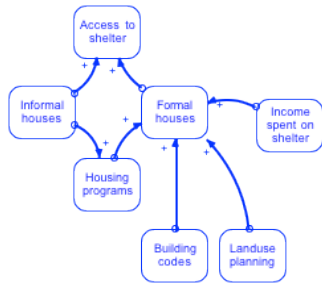 Access to
shelter
+
+
Informal
houses
Formal
houses
Income
spent on
shelter
+
+
+
+
+
Housing
programs
Building
codes
Landuse
planning